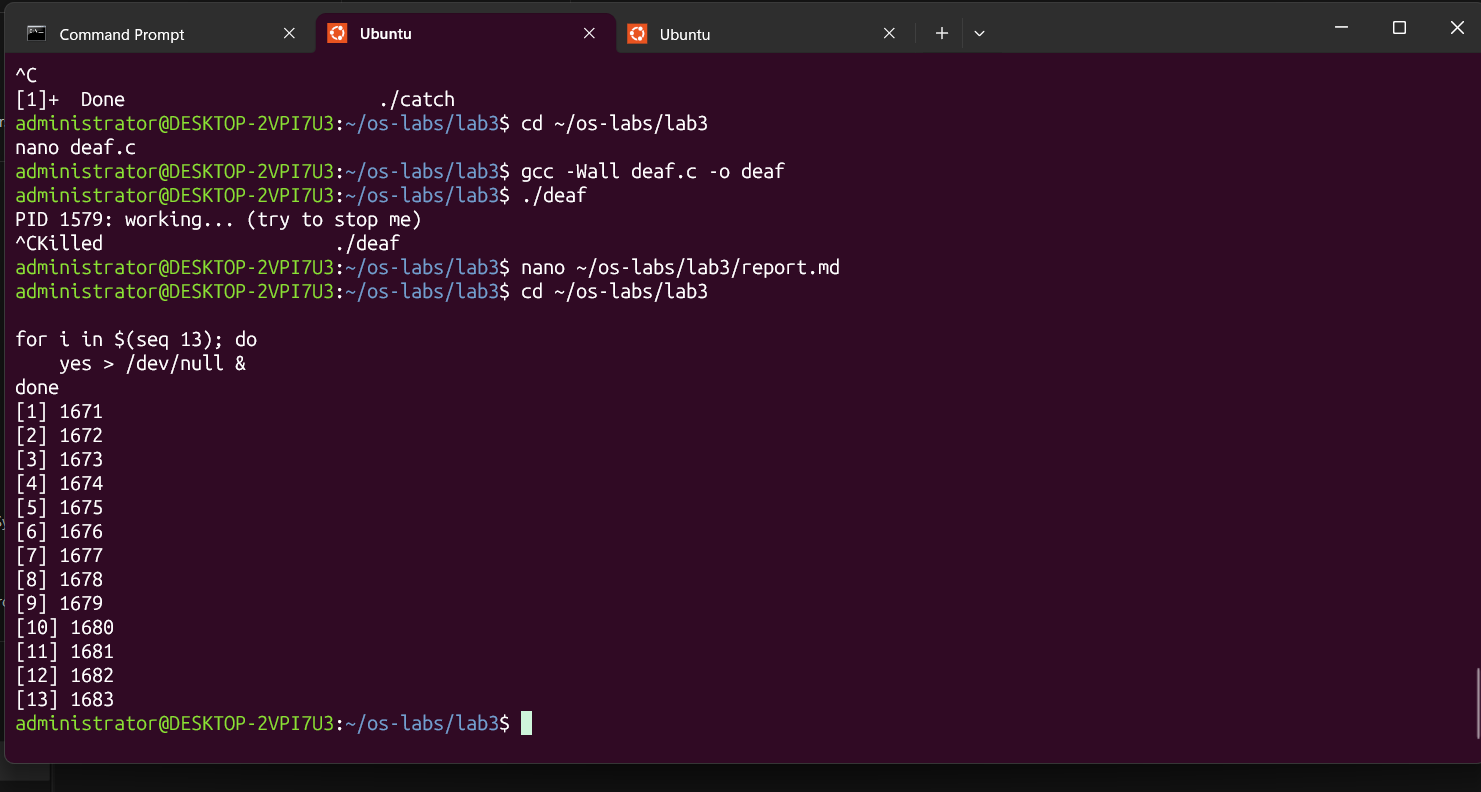 Command Prompt
Ubuntu
Ubuntu
^C
[1]+  Done                       ./catch
administrator@DESKTOP-2VPI7U3:~/os-labs/lab3$ cd ~/os-labs/lab3
nano deaf.c
administrator@DESKTOP-2VPI7U3:~/os-labs/lab3$ gcc -Wall deaf.c -o deaf
administrator@DESKTOP-2VPI7U3:~/os-labs/lab3$ ./deaf
PID 1579: working... (try to stop me)
^CKilled                     ./deaf
administrator@DESKTOP-2VPI7U3:~/os-labs/lab3$ nano ~/os-labs/lab3/report.md
administrator@DESKTOP-2VPI7U3:~/os-labs/lab3$ cd ~/os-labs/lab3
for i in $(seq 13); do
    yes > /dev/null &
done
[1] 1671
[2] 1672
[3] 1673
[4] 1674
[5] 1675
[6] 1676
[7] 1677
[8] 1678
[9] 1679
[10] 1680
[11] 1681
[12] 1682
[13] 1683
administrator@DESKTOP-2VPI7U3:~/os-labs/lab3$